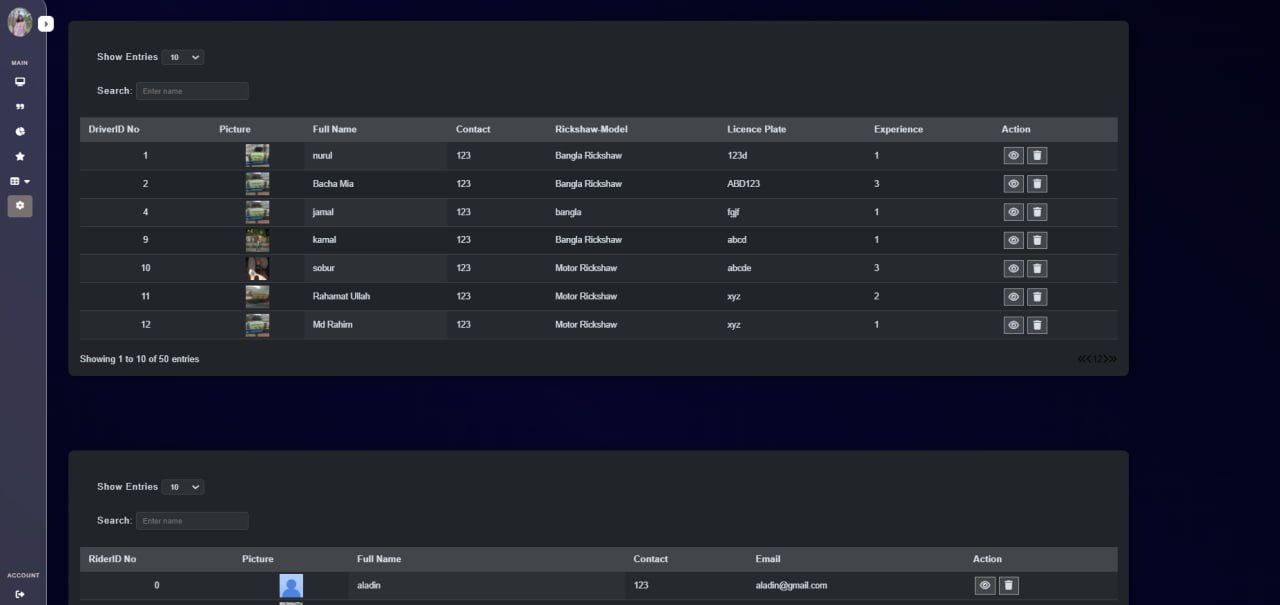 MAIN
ACCOUNT
Show Entries 10
Search: Enter name
DriverID No Picture Full Name Contact Rickshaw-Model Licence Plate Experience Action
1 nurul 123 Bangla Rickshaw 123d 1
2 Bacha Mia 123 Bangla Rickshaw ABD123 3
4 jamal 123 bangla fgjf 1
9 kamal 123 Bangla Rickshaw abcd 1
10 sobur 123 Motor Rickshaw abcde 3
11 Rahamat Ullah 123 Motor Rickshaw xyz 2
12 Md Rahim 123 Motor Rickshaw xyz 1
Showing 1 to 10 of 50 entries 12
Show Entries 10
Search: Enter name
RiderID No Picture Full Name Contact Email Action
0 aladin 123 aladin@gmail.com